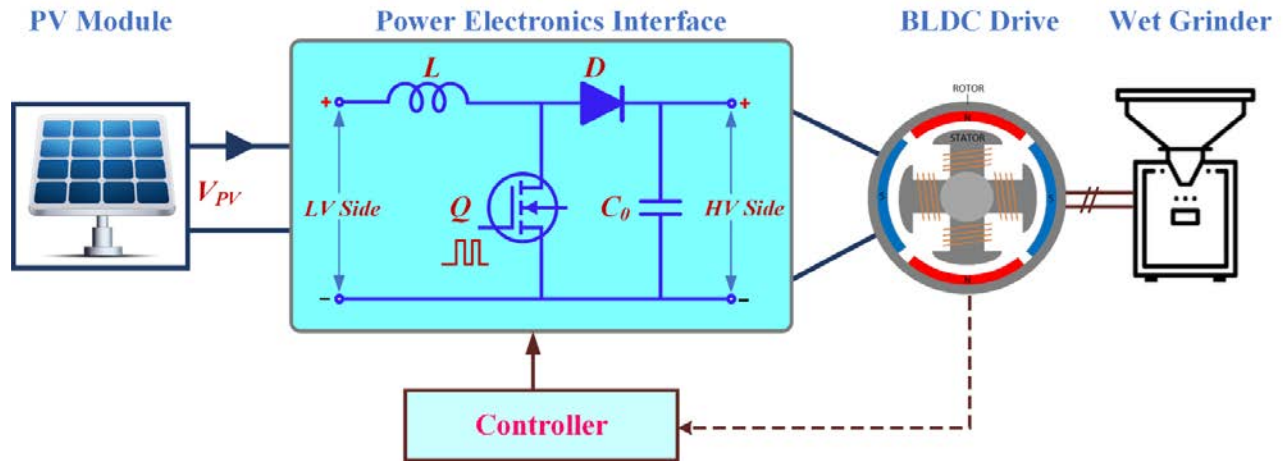 PV Module
Power Electronics Interface
BLDC Drive
Wet Grinder
L
D
ROTOR
+
+
N
STATOR
V_PV
LV Side
Q
C_0
HV Side
S
S
−
−
N
Controller